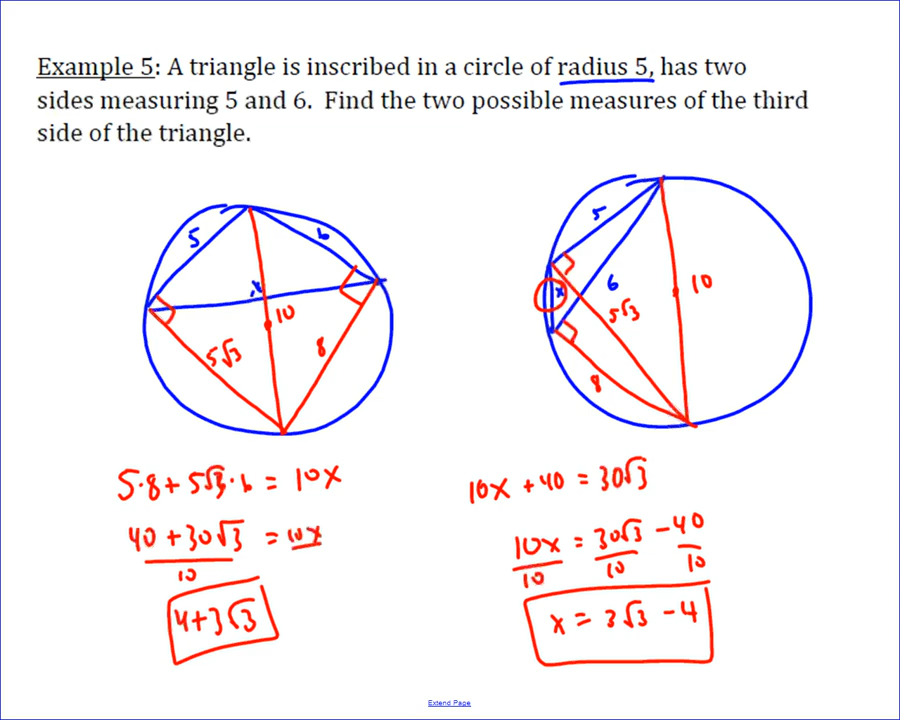 Example 5: A triangle is inscribed in a circle of radius 5, has two
sides measuring 5 and 6.  Find the two possible measures of the third
side of the triangle.
5
6
x
10
5√3
8
5
6
x
10
5√3
8
5·8 + 5√3·6 = 10x
40 + 30√3 = 10x
10
4+3√3
10x + 40 = 30√3
10x = 30√3 - 40
10 10 10
x = 3√3 - 4
Extend Page